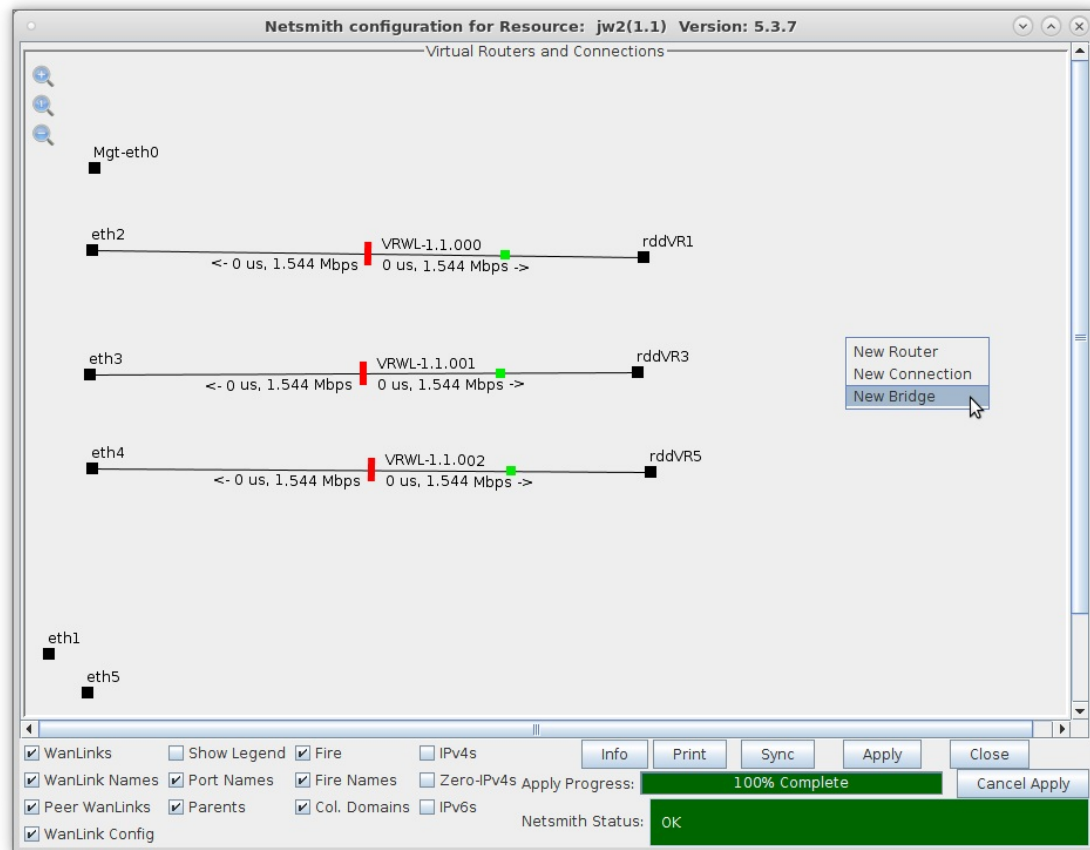 Netsmith configuration for Resource: jw2(1.1) Version: 5.3.7
Virtual Routers and Connections
Mgt-eth0
eth2
VRWL-1.1.000
rddVR1
<- 0 us, 1.544 Mbps
0 us, 1.544 Mbps ->
eth3
VRWL-1.1.001
rddVR3
<- 0 us, 1.544 Mbps
0 us, 1.544 Mbps ->
New Router
New Connection
New Bridge
eth4
VRWL-1.1.002
rddVR5
<- 0 us, 1.544 Mbps
0 us, 1.544 Mbps ->
eth1
eth5
WanLinks
Show Legend
Fire
IPv4s
Info
Print
Sync
Apply
Close
WanLink Names
Port Names
Fire Names
Zero-IPv4s
Apply Progress:
100% Complete
Cancel Apply
Peer WanLinks
Parents
Col. Domains
IPv6s
Netsmith Status:
OK
WanLink Config